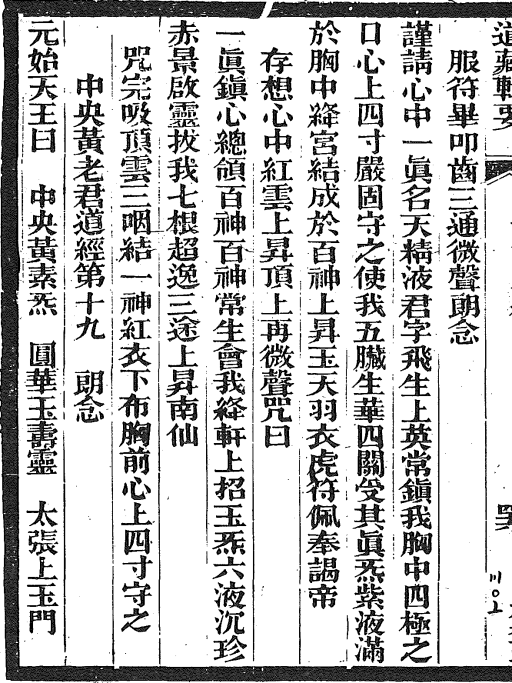 道藏輯要
服符畢叩齒三通微聲朗念
謹請心中一眞名天精液君字飛生上英常鎮我胸中四極之
口心上四寸嚴固守之使我五臟生華四關受其眞炁紫液滿
於胸中絳宮結成於百神上昇玉天羽衣虎符佩奉謁帝
存想心中紅雲上昇頂上再微聲咒曰
一眞鎮心總領百神百神常生會我絳軒上招玉炁六液沉珍
赤景啟靈拔我七根超逸三途上昇南仙
咒完吸頂雲三咽結一神紅衣下布胸前心上四寸守之
中央黃老君道經第十九　朗念
元始天王曰　中央黃素炁　圓華玉壽靈　太張上玉門